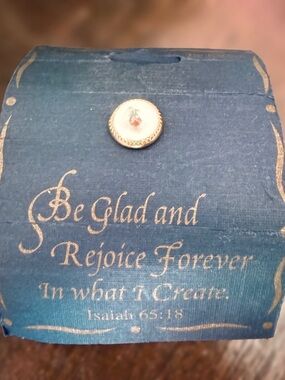 Be Glad and
Rejoice Forever
In what I Create.
Isaiah 65:18